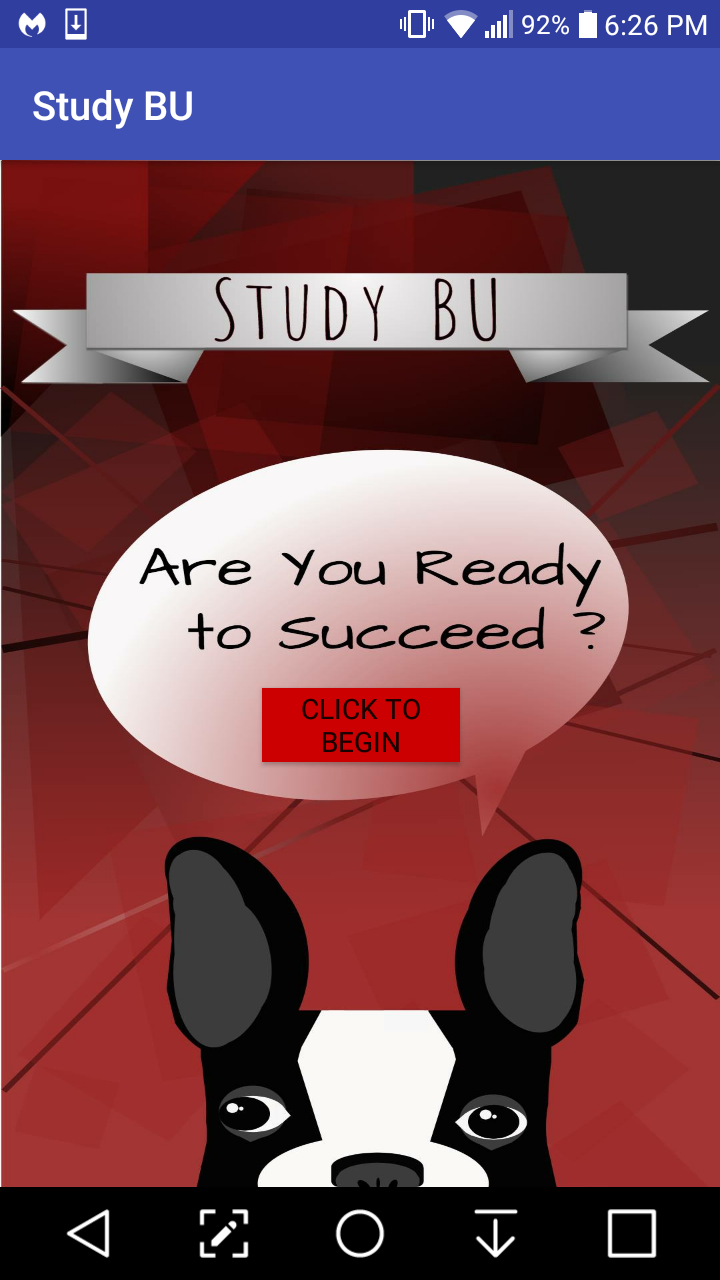 92% 6:26 PM
Study BU
STUDY BU
Are You Ready
to Succeed ?
CLICK TO
BEGIN